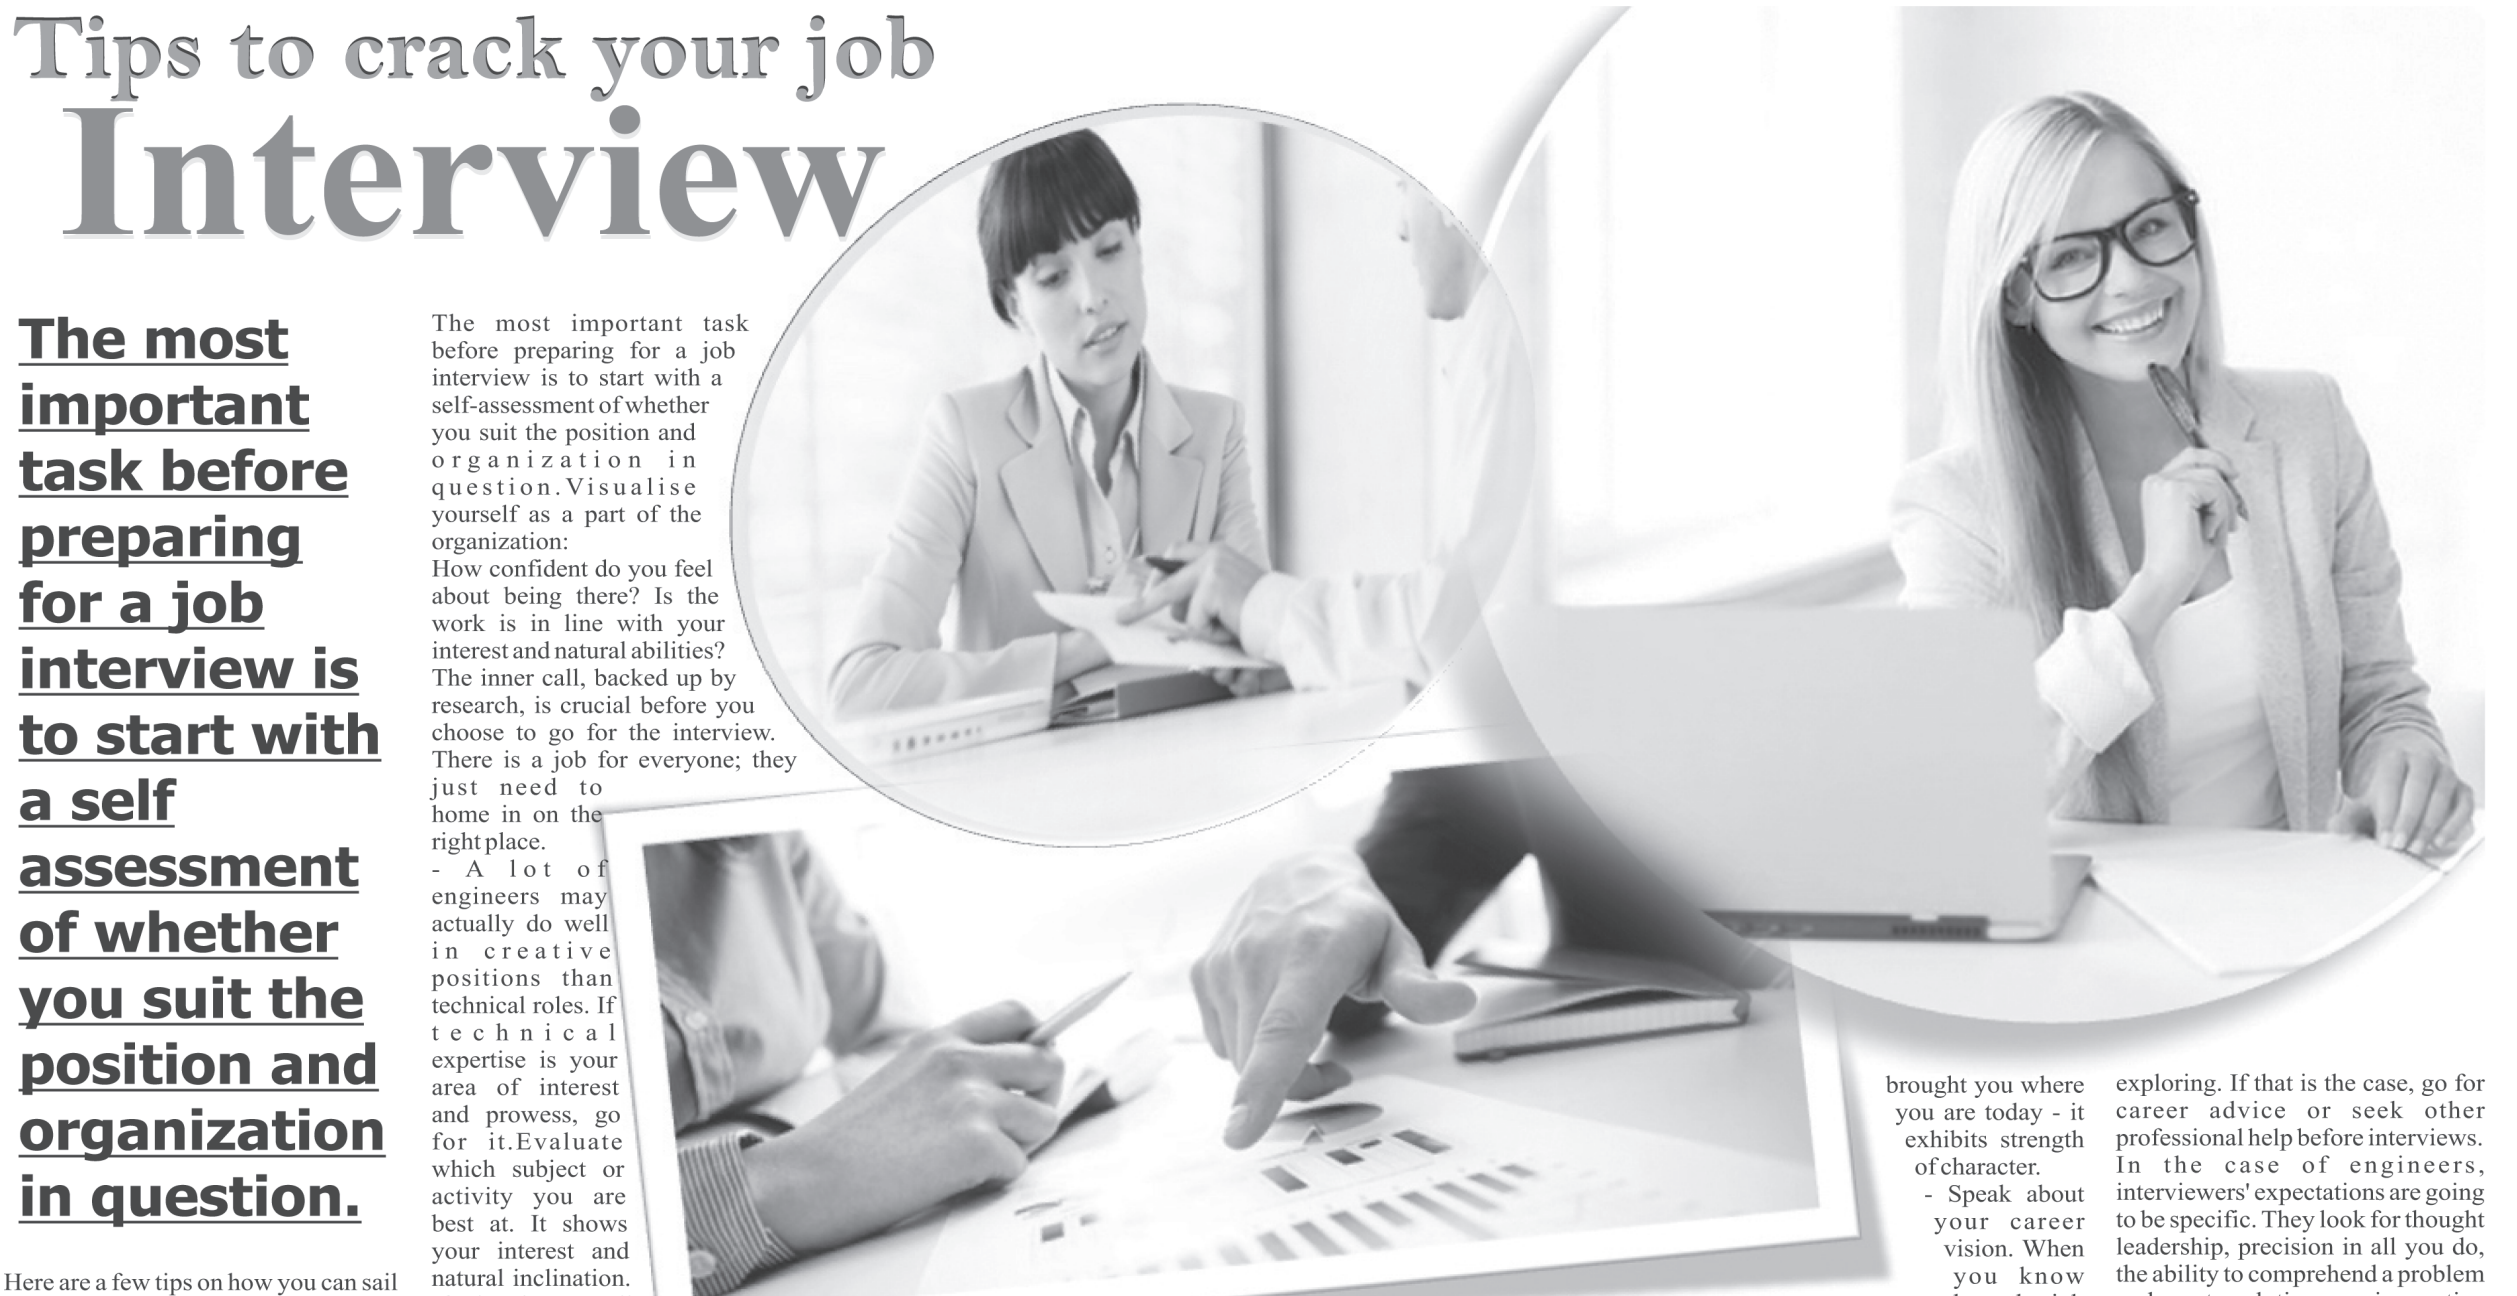 Tips to crack your job
Interview
The most
important
task before
preparing
for a job
interview is
to start with
a self
assessment
of whether
you suit the
position and
organization
in question.
Here are a few tips on how you can sail
The most important task
before preparing for a job
interview is to start with a
self-assessment of whether
you suit the position and
organization in
question.Visualise
yourself as a part of the
organization:
How confident do you feel
about being there? Is the
work is in line with your
interest and natural abilities?
The inner call, backed up by
research, is crucial before you
choose to go for the interview.
There is a job for everyone; they
just need to
home in on the
right place.
- A lot of
engineers may
actually do well
in creative
positions than
technical roles. If
technical
expertise is your
area of interest
and prowess, go
for it.Evaluate
which subject or
activity you are
best at. It shows
your interest and
natural inclination.
brought you where
you are today - it
exhibits strength
of character.
- Speak about
your career
vision. When
you know
exploring. If that is the case, go for
career advice or seek other
professional help before interviews.
In the case of engineers,
interviewers' expectations are going
to be specific. They look for thought
leadership, precision in all you do,
the ability to comprehend a problem